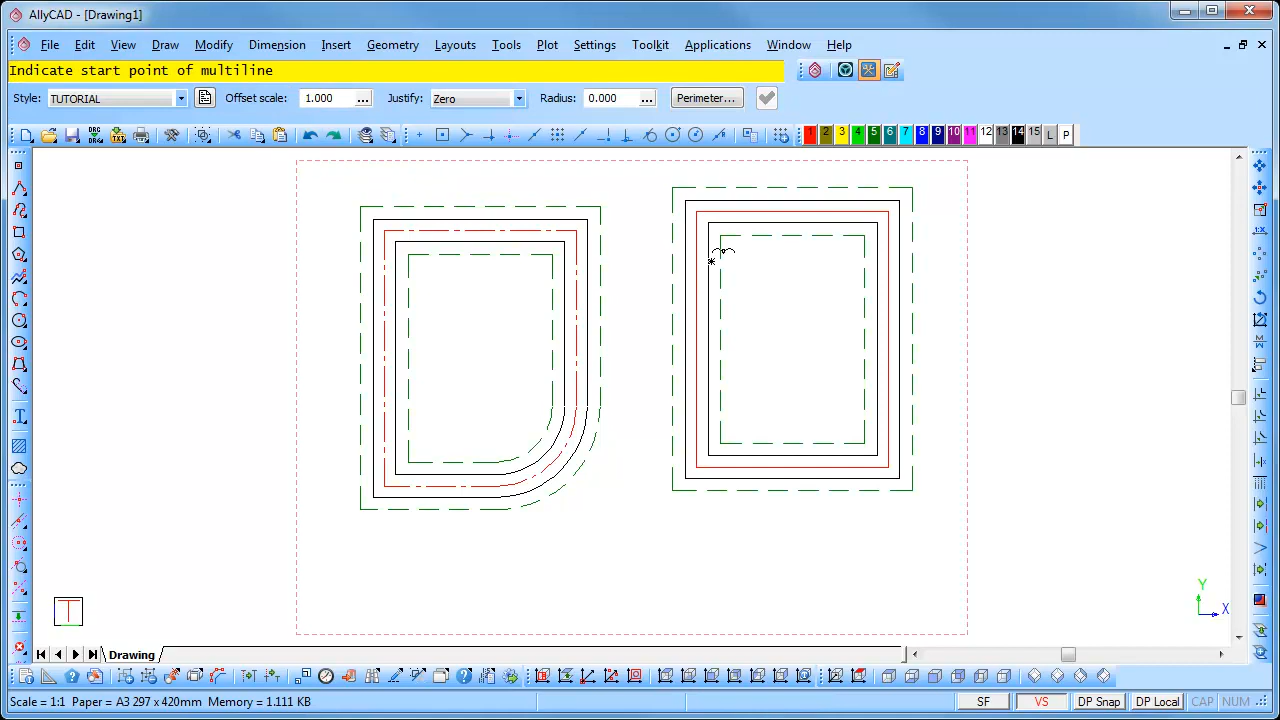 AllyCAD - [Drawing1]
File Edit View Draw Modify Dimension Insert Geometry Layouts Tools Plot Settings Toolkit Applications Window Help
Indicate start point of multiline
Style: TUTORIAL Offset scale: 1.000 ... Justify: Zero Radius: 0.000 ... Perimeter...
1 2 3 4 5 6 7 8 9 10 11 12 13 14 15 L P
Y
X
Drawing
Scale = 1:1 Paper = A3 297 x 420mm Memory = 1.111 KB SF VS DP Snap DP Local CAP NUM